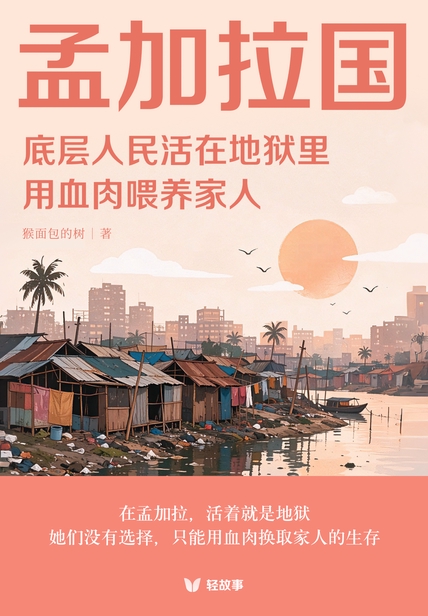 孟加拉国
底层人民活在地狱里
用血肉喂养家人
猴面包的树｜著
在孟加拉，活着就是地狱
她们没有选择，只能用血肉换取家人的生存
轻故事